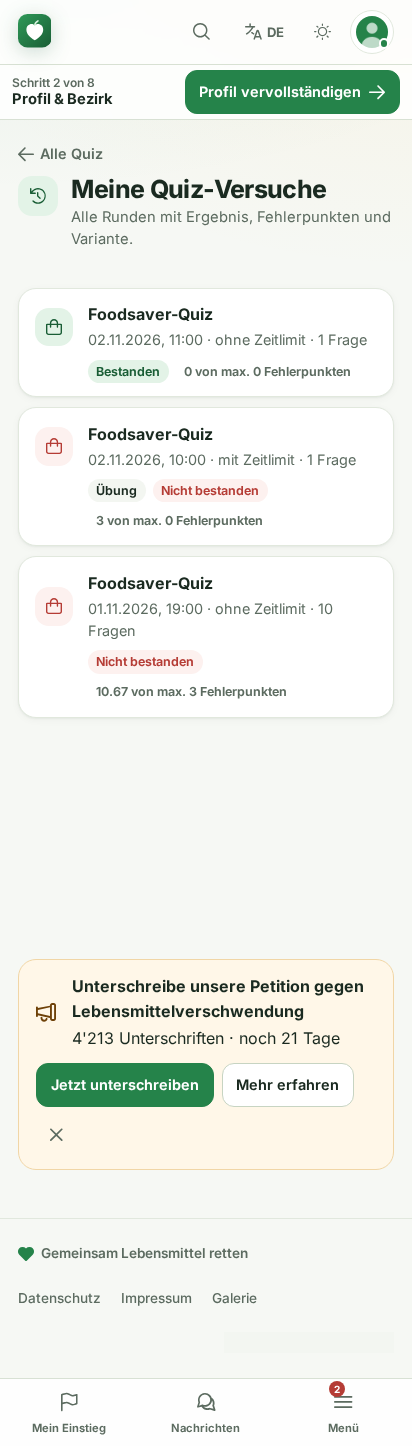 DE
Schritt 2 von 8
Profil & Bezirk
Profil vervollständigen
Alle Quiz
Meine Quiz-Versuche
Alle Runden mit Ergebnis, Fehlerpunkten und
Variante.
Foodsaver-Quiz
02.11.2026, 11:00 · ohne Zeitlimit · 1 Frage
Bestanden 0 von max. 0 Fehlerpunkten
Foodsaver-Quiz
02.11.2026, 10:00 · mit Zeitlimit · 1 Frage
Übung Nicht bestanden
3 von max. 0 Fehlerpunkten
Foodsaver-Quiz
01.11.2026, 19:00 · ohne Zeitlimit · 10
Fragen
Nicht bestanden
10.67 von max. 3 Fehlerpunkten
Unterschreibe unsere Petition gegen
Lebensmittelverschwendung
4'213 Unterschriften · noch 21 Tage
Jetzt unterschreiben Mehr erfahren
Gemeinsam Lebensmittel retten
Datenschutz Impressum Galerie
2
Mein Einstieg Nachrichten Menü